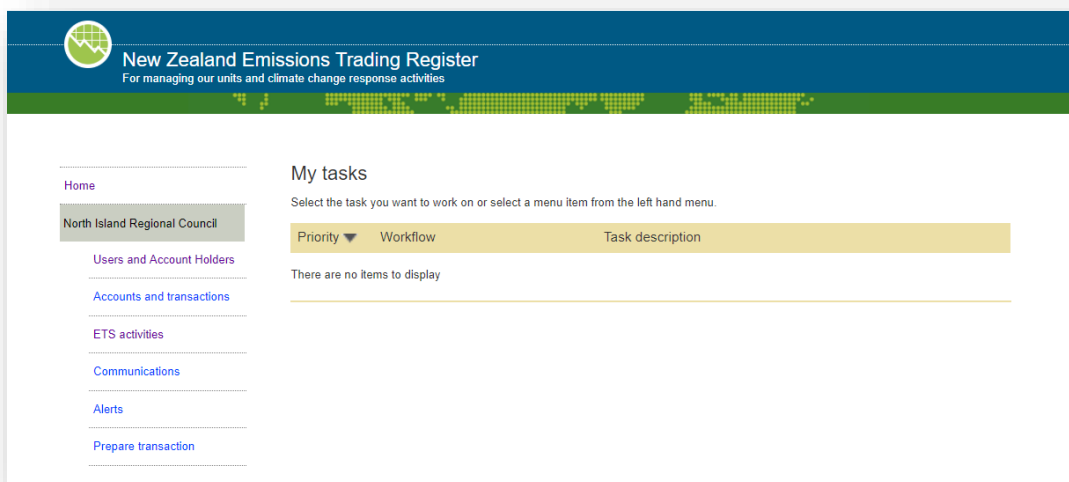 New Zealand Emissions Trading Register
For managing our units and climate change response activities
Home
North Island Regional Council
Users and Account Holders
Accounts and transactions
ETS activities
Communications
Alerts
Prepare transaction
My tasks
Select the task you want to work on or select a menu item from the left hand menu.
Priority Workflow Task description
There are no items to display